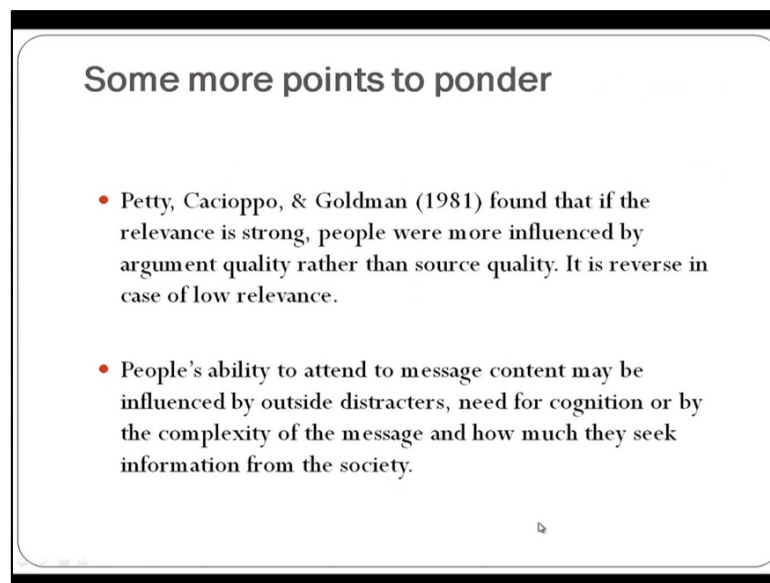 Some more points to ponder
• Petty, Cacioppo, & Goldman (1981) found that if the
relevance is strong, people were more influenced by
argument quality rather than source quality. It is reverse in
case of low relevance.
• People's ability to attend to message content may be
influenced by outside distracters, need for cognition or by
the complexity of the message and how much they seek
information from the society.